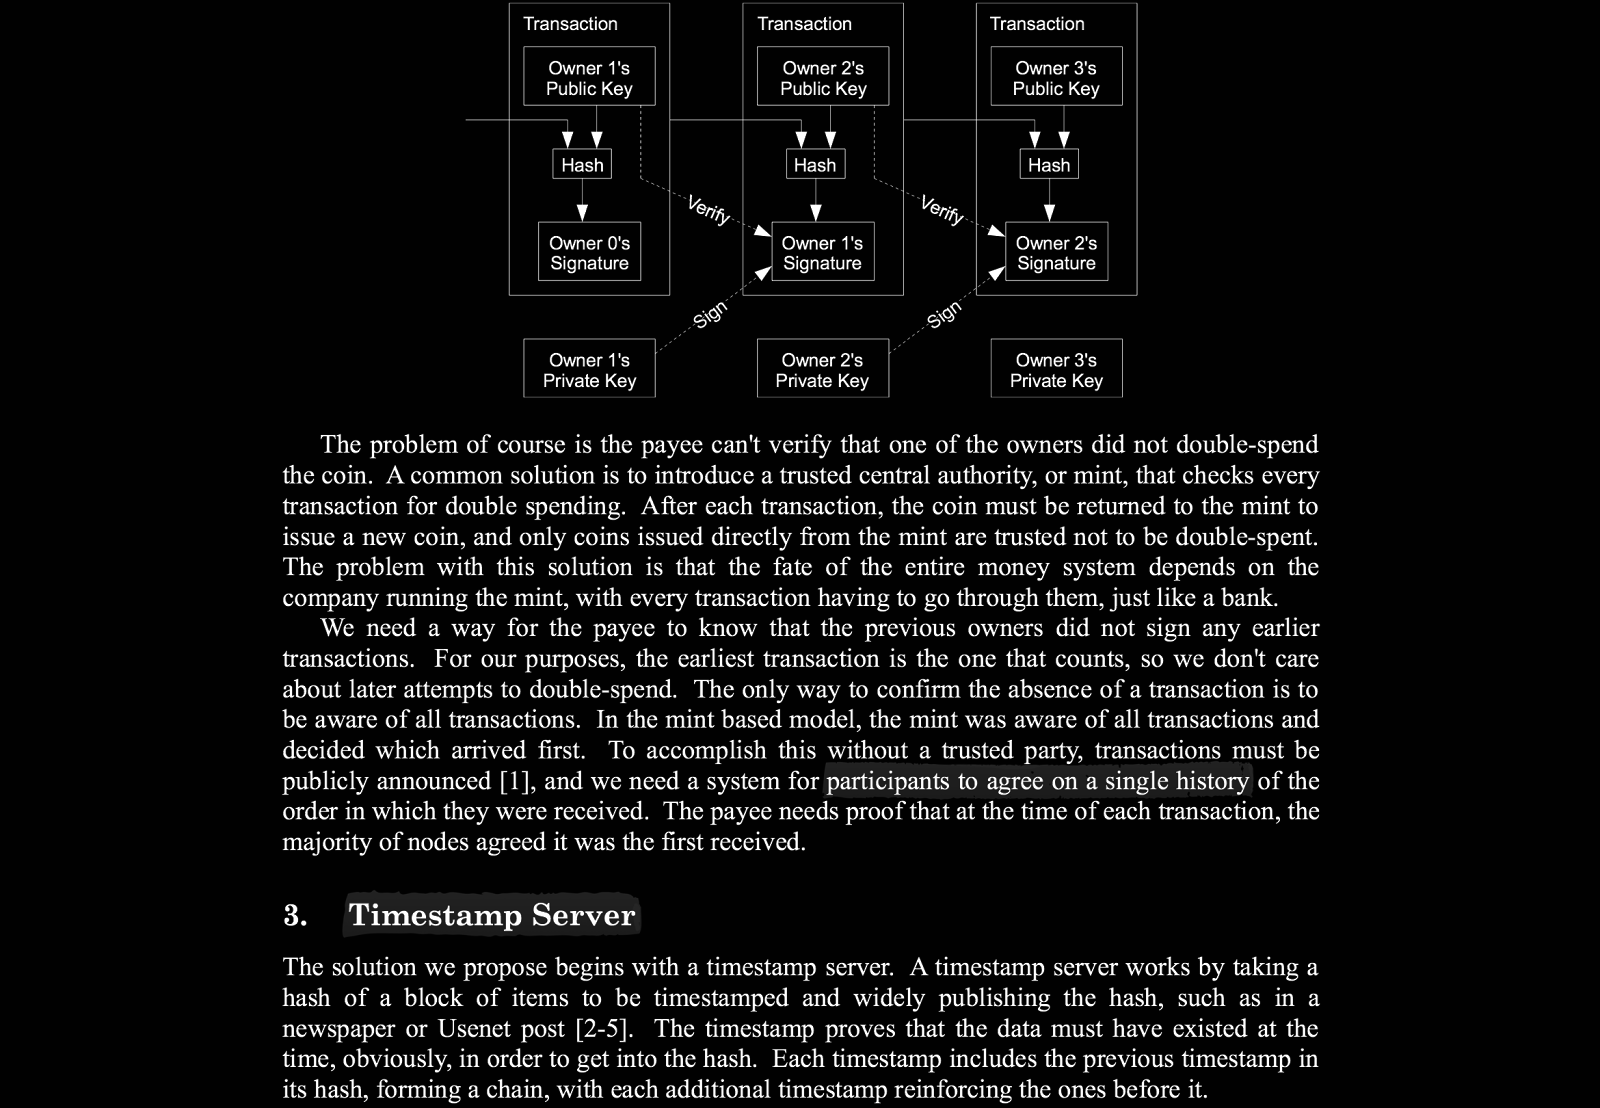 Transaction
Transaction
Transaction
Owner 1's
Public Key
Owner 2's
Public Key
Owner 3's
Public Key
Hash
Hash
Hash
Verify
Verify
Owner 0's
Signature
Owner 1's
Signature
Owner 2's
Signature
Sign
Sign
Owner 1's
Private Key
Owner 2's
Private Key
Owner 3's
Private Key
The problem of course is the payee can't verify that one of the owners did not double-spend
the coin. A common solution is to introduce a trusted central authority, or mint, that checks every
transaction for double spending. After each transaction, the coin must be returned to the mint to
issue a new coin, and only coins issued directly from the mint are trusted not to be double-spent.
The problem with this solution is that the fate of the entire money system depends on the
company running the mint, with every transaction having to go through them, just like a bank.
We need a way for the payee to know that the previous owners did not sign any earlier
transactions. For our purposes, the earliest transaction is the one that counts, so we don't care
about later attempts to double-spend. The only way to confirm the absence of a transaction is to
be aware of all transactions. In the mint based model, the mint was aware of all transactions and
decided which arrived first. To accomplish this without a trusted party, transactions must be
publicly announced [1], and we need a system for participants to agree on a single history of the
order in which they were received. The payee needs proof that at the time of each transaction, the
majority of nodes agreed it was the first received.
3. Timestamp Server
The solution we propose begins with a timestamp server. A timestamp server works by taking a
hash of a block of items to be timestamped and widely publishing the hash, such as in a
newspaper or Usenet post [2-5]. The timestamp proves that the data must have existed at the
time, obviously, in order to get into the hash. Each timestamp includes the previous timestamp in
its hash, forming a chain, with each additional timestamp reinforcing the ones before it.